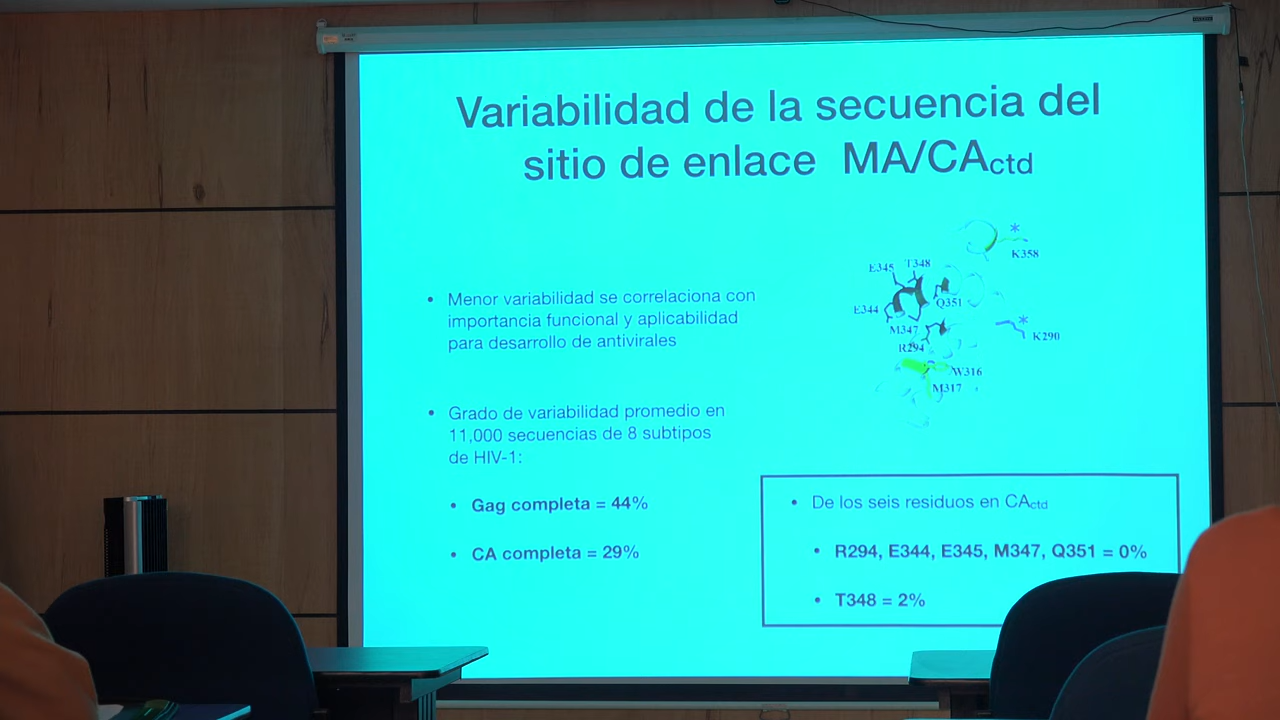 Variabilidad de la secuencia del
sitio de enlace MA/CActd
• Menor variabilidad se correlaciona con
importancia funcional y aplicabilidad
para desarrollo de antivirales
• Grado de variabilidad promedio en
11,000 secuencias de 8 subtipos
de HIV-1:
• Gag completa = 44%
• CA completa = 29%
*
K358
E345 T348
E344
Q351
M347
*
K290
R294
W316
M317
• De los seis residuos en CActd
• R294, E344, E345, M347, Q351 = 0%
• T348 = 2%